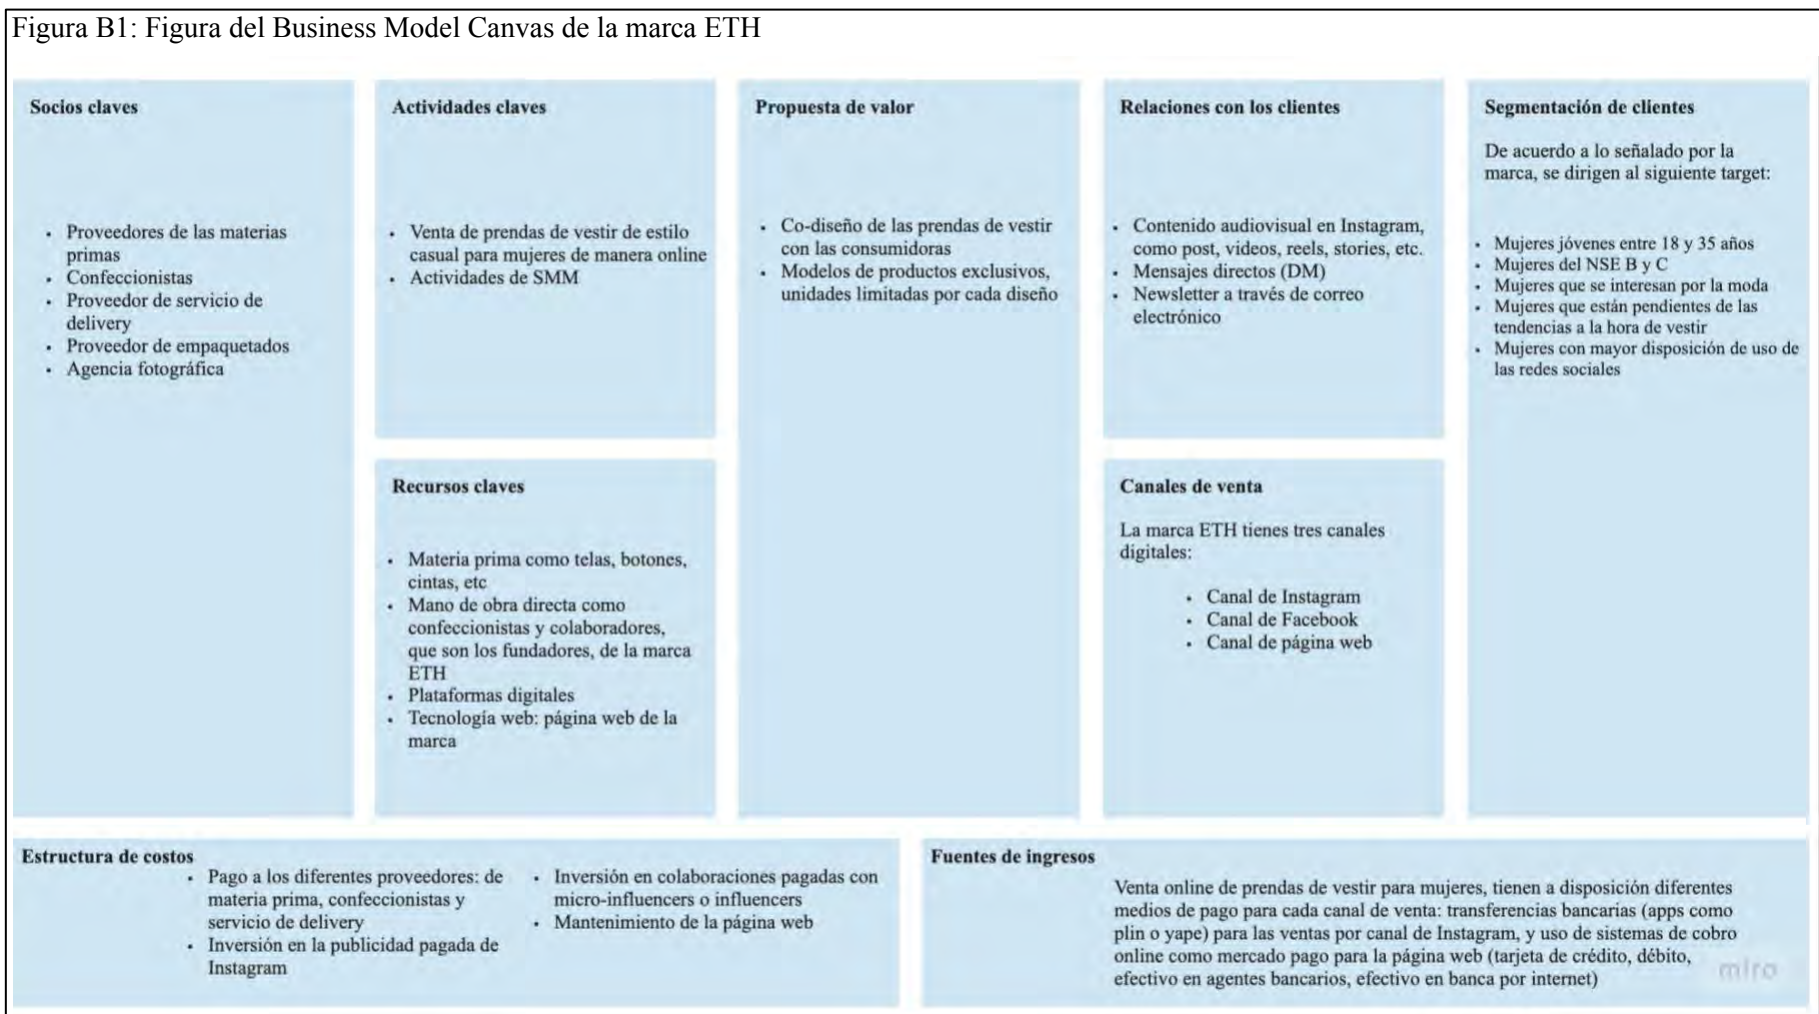 Figura B1: Figura del Business Model Canvas de la marca ETH
Socios claves
• Proveedores de las materias
primas
• Confeccionistas
• Proveedor de servicio de
delivery
• Proveedor de empaquetados
• Agencia fotográfica
Actividades claves
• Venta de prendas de vestir de estilo
casual para mujeres de manera online
• Actividades de SMM
Recursos claves
• Materia prima como telas, botones,
cintas, etc
• Mano de obra directa como
confeccionistas y colaboradores,
que son los fundadores, de la marca
ETH
• Plataformas digitales
• Tecnología web: página web de la
marca
Propuesta de valor
• Co-diseño de las prendas de vestir
con las consumidoras
• Modelos de productos exclusivos,
unidades limitadas por cada diseño
Relaciones con los clientes
• Contenido audiovisual en Instagram,
como post, videos, reels, stories, etc.
• Mensajes directos (DM)
• Newsletter a través de correo
electrónico
Canales de venta
La marca ETH tienes tres canales
digitales:
• Canal de Instagram
• Canal de Facebook
• Canal de página web
Segmentación de clientes
De acuerdo a lo señalado por la
marca, se dirigen al siguiente target:
• Mujeres jóvenes entre 18 y 35 años
• Mujeres del NSE B y C
• Mujeres que se interesan por la moda
• Mujeres que están pendientes de las
tendencias a la hora de vestir
• Mujeres con mayor disposición de uso de
las redes sociales
Estructura de costos
• Pago a los diferentes proveedores: de
materia prima, confeccionistas y
servicio de delivery
• Inversión en la publicidad pagada de
Instagram
• Inversión en colaboraciones pagadas con
micro-influencers o influencers
• Mantenimiento de la página web
Fuentes de ingresos
Venta online de prendas de vestir para mujeres, tienen a disposición diferentes
medios de pago para cada canal de venta: transferencias bancarias (apps como
plin o yape) para las ventas por canal de Instagram, y uso de sistemas de cobro
online como mercado pago para la página web (tarjeta de crédito, débito,
efectivo en agentes bancarios, efectivo en banca por internet)
miro